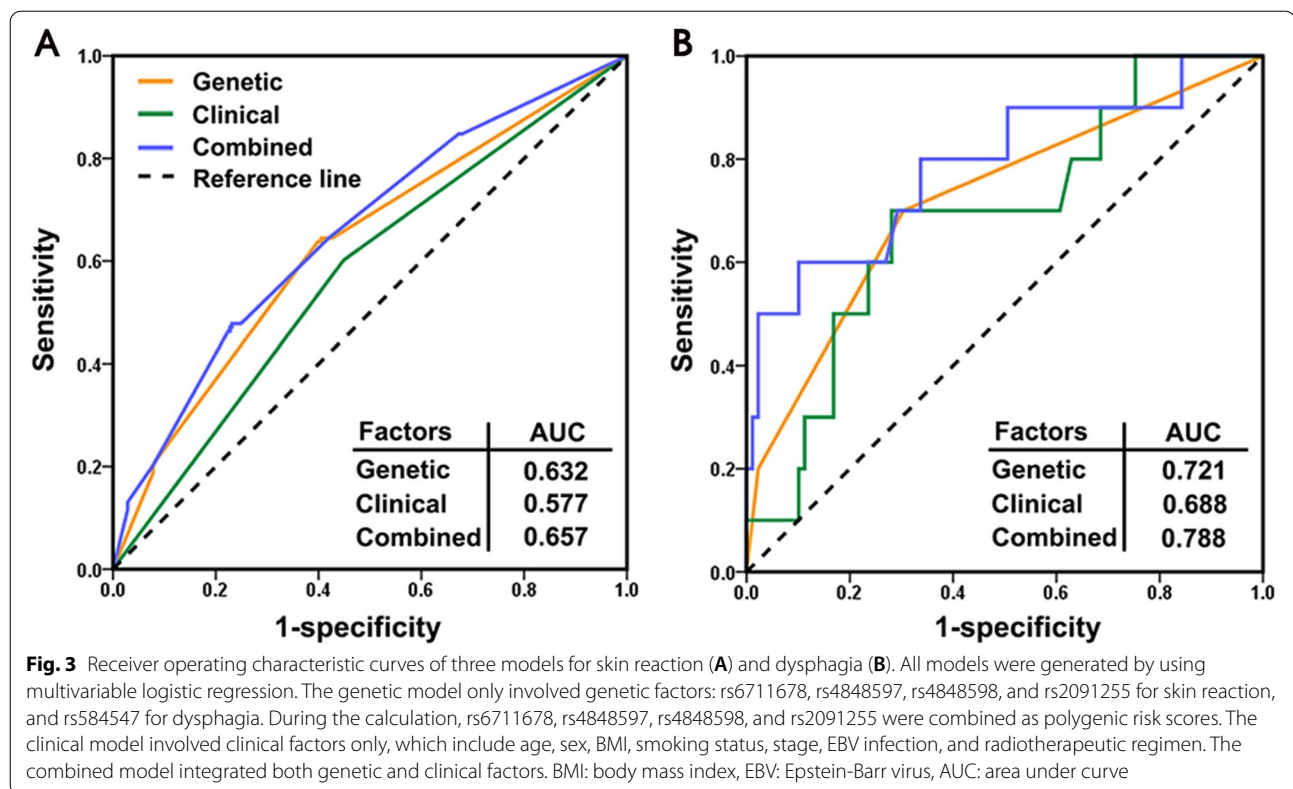 A
1.0
0.8
0.6
0.4
0.2
0.0
Sensitivity
Genetic
Clinical
Combined
Reference line
Factors AUC
Genetic 0.632
Clinical 0.577
Combined 0.657
0.0 0.2 0.4 0.6 0.8 1.0
1-specificity
B
1.0
0.8
0.6
0.4
0.2
0.0
Sensitivity
Factors AUC
Genetic 0.721
Clinical 0.688
Combined 0.788
0.0 0.2 0.4 0.6 0.8 1.0
1-specificity
Fig. 3 Receiver operating characteristic curves of three models for skin reaction (A) and dysphagia (B). All models were generated by using
multivariable logistic regression. The genetic model only involved genetic factors: rs6711678, rs4848597, rs4848598, and rs2091255 for skin reaction,
and rs584547 for dysphagia. During the calculation, rs6711678, rs4848597, rs4848598, and rs2091255 were combined as polygenic risk scores. The
clinical model involved clinical factors only, which include age, sex, BMI, smoking status, stage, EBV infection, and radiotherapeutic regimen. The
combined model integrated both genetic and clinical factors. BMI: body mass index, EBV: Epstein-Barr virus, AUC: area under curve